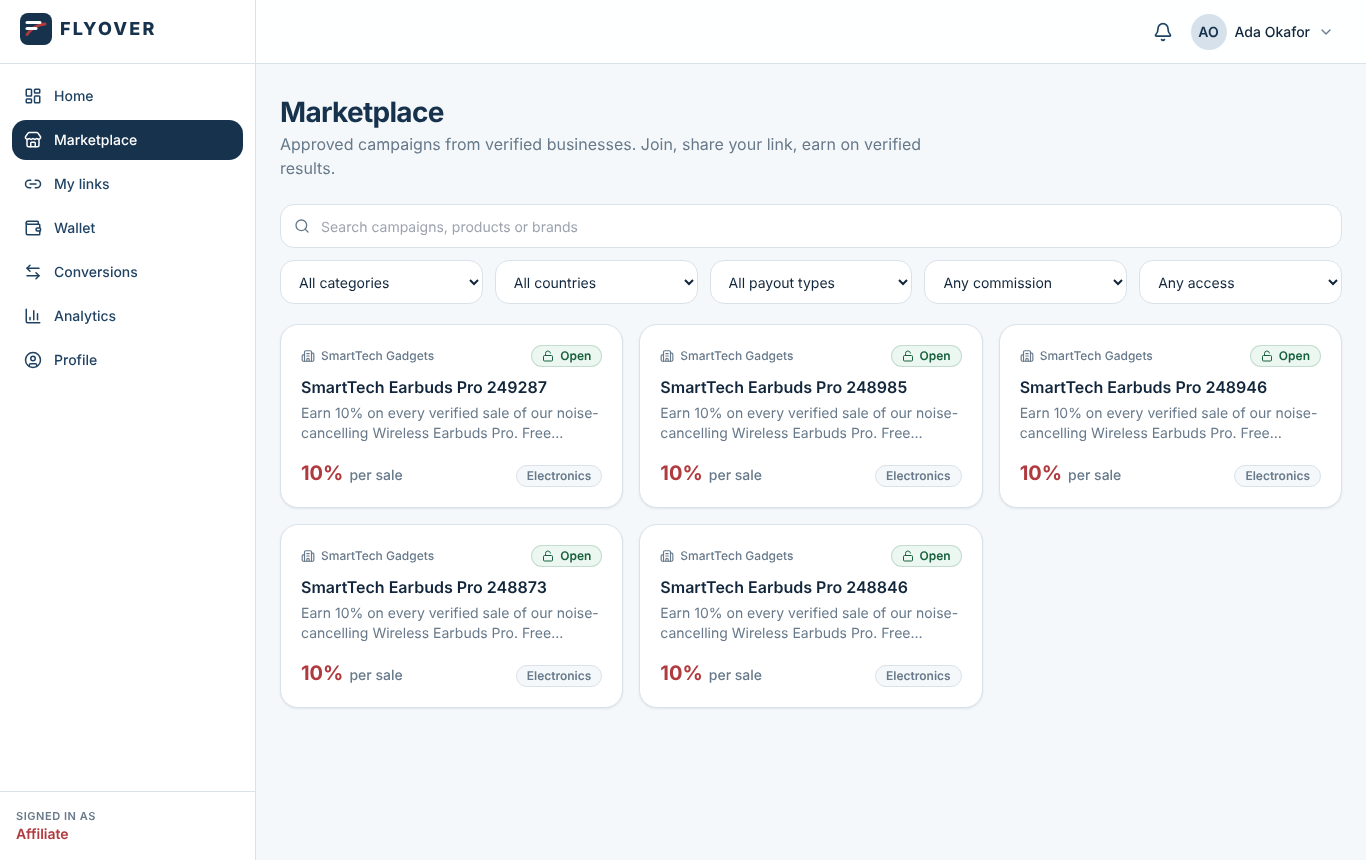 FLYOVER
AO Ada Okafor
Home
Marketplace
My links
Wallet
Conversions
Analytics
Profile
SIGNED IN AS
Affiliate
Marketplace
Approved campaigns from verified businesses. Join, share your link, earn on verified
results.
Search campaigns, products or brands
All categories
All countries
All payout types
Any commission
Any access
SmartTech Gadgets
Open
SmartTech Earbuds Pro 249287
Earn 10% on every verified sale of our noise-
cancelling Wireless Earbuds Pro. Free...
10% per sale
Electronics
SmartTech Gadgets
Open
SmartTech Earbuds Pro 248985
Earn 10% on every verified sale of our noise-
cancelling Wireless Earbuds Pro. Free...
10% per sale
Electronics
SmartTech Gadgets
Open
SmartTech Earbuds Pro 248946
Earn 10% on every verified sale of our noise-
cancelling Wireless Earbuds Pro. Free...
10% per sale
Electronics
SmartTech Gadgets
Open
SmartTech Earbuds Pro 248873
Earn 10% on every verified sale of our noise-
cancelling Wireless Earbuds Pro. Free...
10% per sale
Electronics
SmartTech Gadgets
Open
SmartTech Earbuds Pro 248846
Earn 10% on every verified sale of our noise-
cancelling Wireless Earbuds Pro. Free...
10% per sale
Electronics